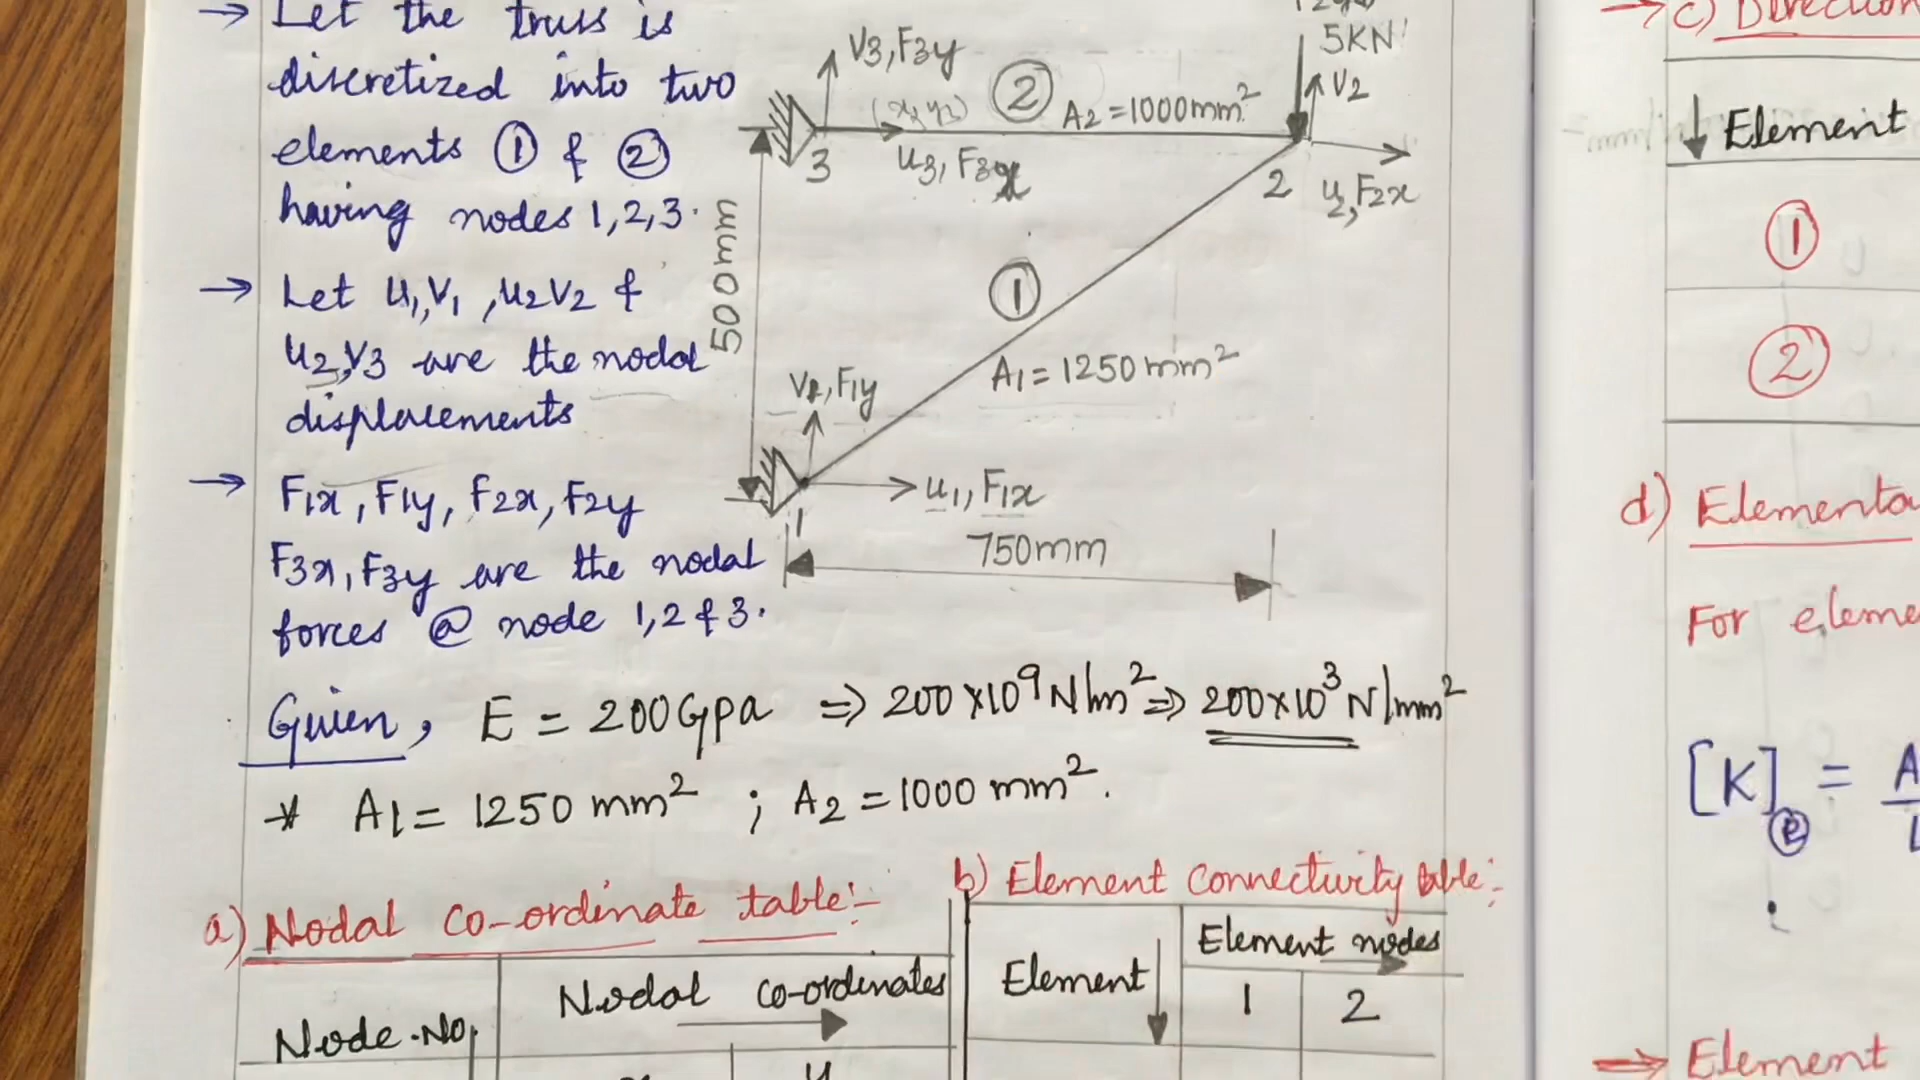 → Let the truss is
discretized into two
elements ① & ②
having nodes 1,2,3.
→ Let u1,V1 ,u2V2 &
u2,V3 are the nodal
displacements
→ F1x, F1y, F2x, F2y
F3x, F3y are the nodal
forces @ node 1,2 & 3.
V3, F3y
②
A2 = 1000mm²
5KN
V2
3
u3, F3x
2
u2, F2x
500mm
①
A1 = 1250 mm²
V1, F1y
u1, F1x
1
750mm
Given, E = 200Gpa => 200×10⁹ N/m² => 200×10³ N/mm²
* A1 = 1250 mm² ; A2 = 1000 mm².
a) Nodal co-ordinate table:-
Node.No
Nodal co-ordinates
x y
b) Element Connectivity table:-
Element ↓
Element nodes
1 2
→ c) Direction
↓ Element
①
②
d) Elementa
For eleme
[K]e = A
L
→ Element